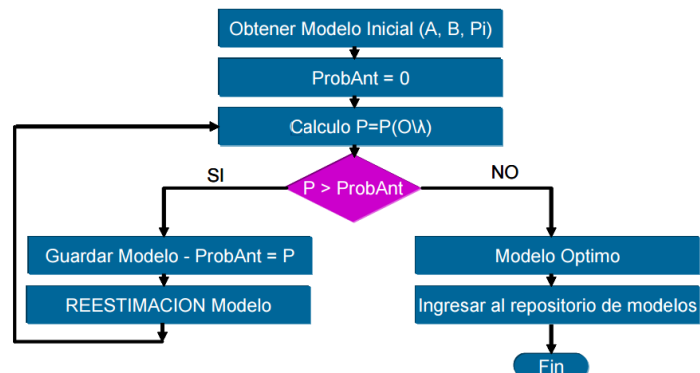 Obtener Modelo Inicial (A, B, Pi)
ProbAnt = 0
Calculo P=P(O\λ)
P > ProbAnt
SI
NO
Guardar Modelo - ProbAnt = P
Modelo Optimo
REESTIMACION Modelo
Ingresar al repositorio de modelos
Fin